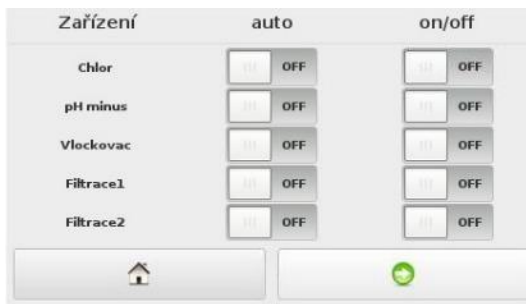 Zařízení auto on/off
Chlor OFF OFF
pH minus OFF OFF
Vlockovac OFF OFF
Filtrace1 OFF OFF
Filtrace2 OFF OFF